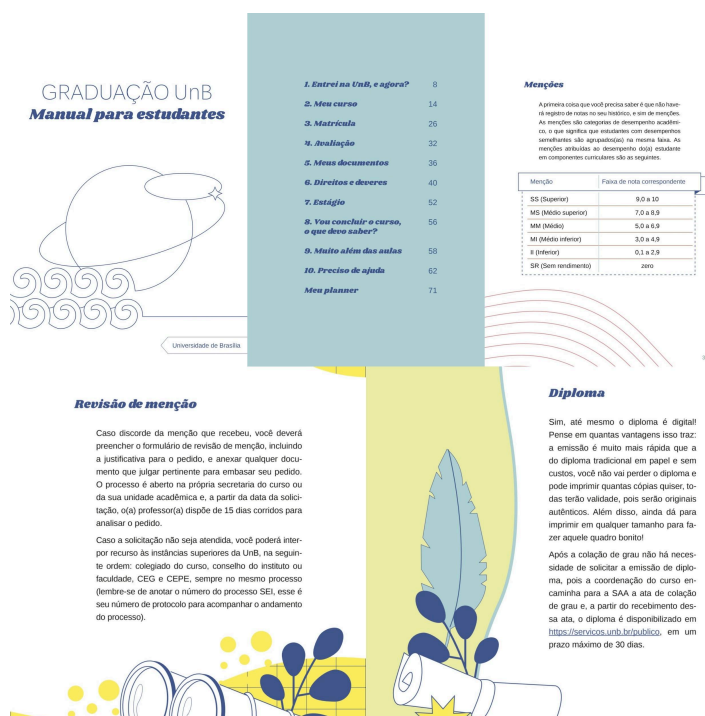 GRADUAÇÃO UnB
Manual para estudantes
Universidade de Brasília
1. Entrei na UnB, e agora? 8
2. Meu curso 14
3. Matrícula 26
4. Avaliação 32
5. Meus documentos 36
6. Direitos e deveres 40
7. Estágio 52
8. Vou concluir o curso, 56
o que devo saber?
9. Muito além das aulas 58
10. Preciso de ajuda 62
Meu planner 71
Menções
A primeira coisa que você precisa saber é que não have-
rá registro de notas no seu histórico, e sim de menções.
As menções são categorias de desempenho acadêmi-
co, o que significa que estudantes com desempenhos
semelhantes são agrupados(as) na mesma faixa. As
menções atribuídas ao desempenho do(a) estudante
em componentes curriculares são as seguintes.
Menção Faixa de nota correspondente
SS (Superior) 9,0 a 10
MS (Médio superior) 7,0 a 8,9
MM (Médio) 5,0 a 6,9
MI (Médio inferior) 3,0 a 4,9
II (Inferior) 0,1 a 2,9
SR (Sem rendimento) zero
Revisão de menção
Caso discorde da menção que recebeu, você deverá
preencher o formulário de revisão de menção, incluindo
a justificativa para o pedido, e anexar qualquer docu-
mento que julgar pertinente para embasar seu pedido.
O processo é aberto na própria secretaria do curso ou
da sua unidade acadêmica e, a partir da data da solici-
tação, o(a) professor(a) dispõe de 15 dias corridos para
analisar o pedido.
Caso a solicitação não seja atendida, você poderá inter-
por recurso às instâncias superiores da UnB, na seguin-
te ordem: colegiado do curso, conselho do instituto ou
faculdade, CEG e CEPE, sempre no mesmo processo
(lembre-se de anotar o número do processo SEI, esse é
seu número de protocolo para acompanhar o andamento
do processo).
Diploma
Sim, até mesmo o diploma é digital!
Pense em quantas vantagens isso traz:
a emissão é muito mais rápida que a
do diploma tradicional em papel e sem
custos, você não vai perder o diploma e
pode imprimir quantas cópias quiser, to-
das terão validade, pois serão originais
autênticos. Além disso, ainda dá para
imprimir em qualquer tamanho para fa-
zer aquele quadro bonito!
Após a colação de grau não há neces-
sidade de solicitar a emissão de diplo-
ma, pois a coordenação do curso en-
caminha para a SAA a ata de colação
de grau e, a partir do recebimento des-
sa ata, o diploma é disponibilizado em
https://servicos.unb.br/publico, em um
prazo máximo de 30 dias.